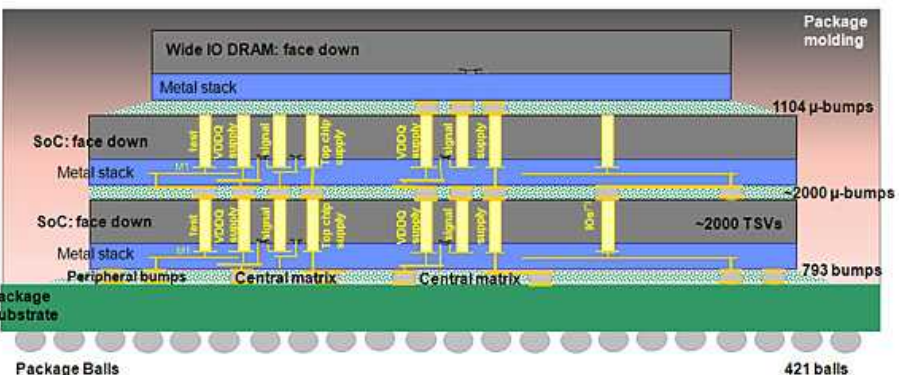 Package
molding
Wide IO DRAM: face down
Metal stack
1104 µ-bumps
SoC: face down
test
VDDQ
supply
signal
Top chip
supply
VDDQ
supply
signal
supply
M1
Metal stack
~2000 µ-bumps
SoC: face down
test
VDDQ
supply
signal
Top chip
supply
VDDQ
supply
signal
supply
~2000 TSVs
M1
Metal stack
793 bumps
Peripheral bumps
Central matrix
Central matrix
ackage
ubstrate
Package Balls
421 balls